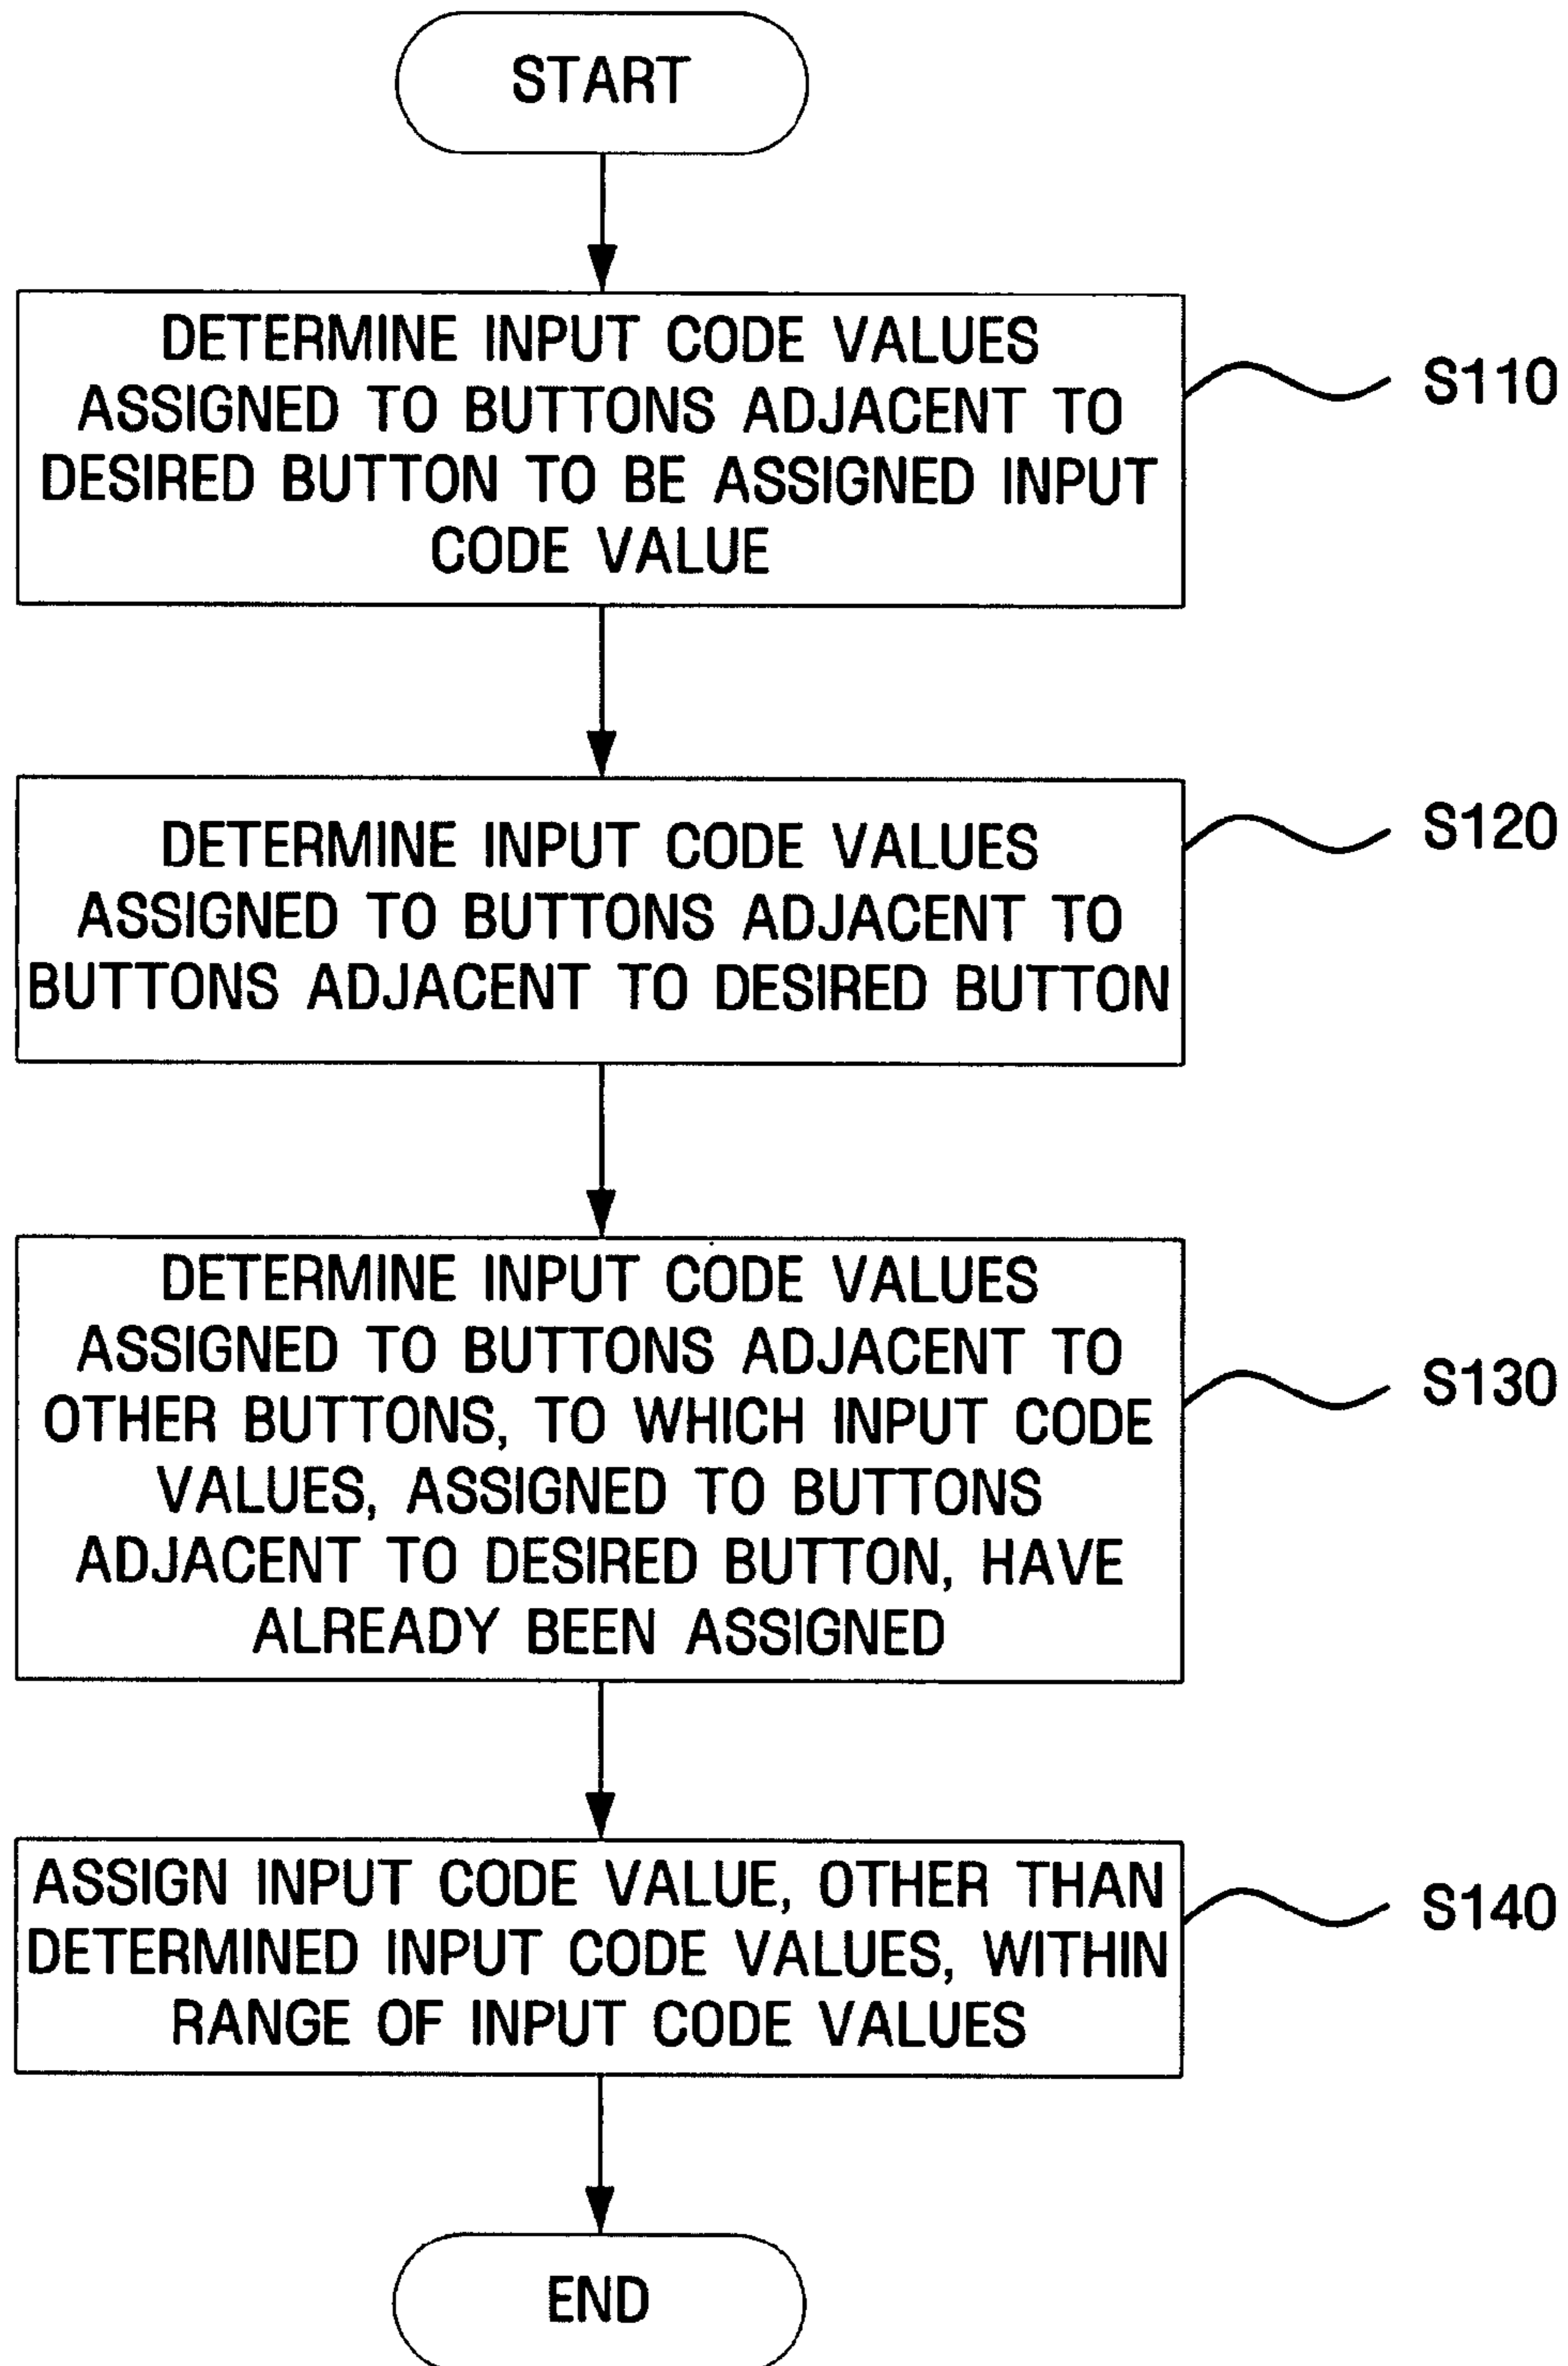 START
DETERMINE INPUT CODE VALUES
ASSIGNED TO BUTTONS ADJACENT TO
DESIRED BUTTON TO BE ASSIGNED INPUT
CODE VALUE
S110
DETERMINE INPUT CODE VALUES
ASSIGNED TO BUTTONS ADJACENT TO
BUTTONS ADJACENT TO DESIRED BUTTON
S120
DETERMINE INPUT CODE VALUES
ASSIGNED TO BUTTONS ADJACENT TO
OTHER BUTTONS, TO WHICH INPUT CODE
VALUES, ASSIGNED TO BUTTONS
ADJACENT TO DESIRED BUTTON, HAVE
ALREADY BEEN ASSIGNED
S130
ASSIGN INPUT CODE VALUE, OTHER THAN
DETERMINED INPUT CODE VALUES, WITHIN
RANGE OF INPUT CODE VALUES
S140
END